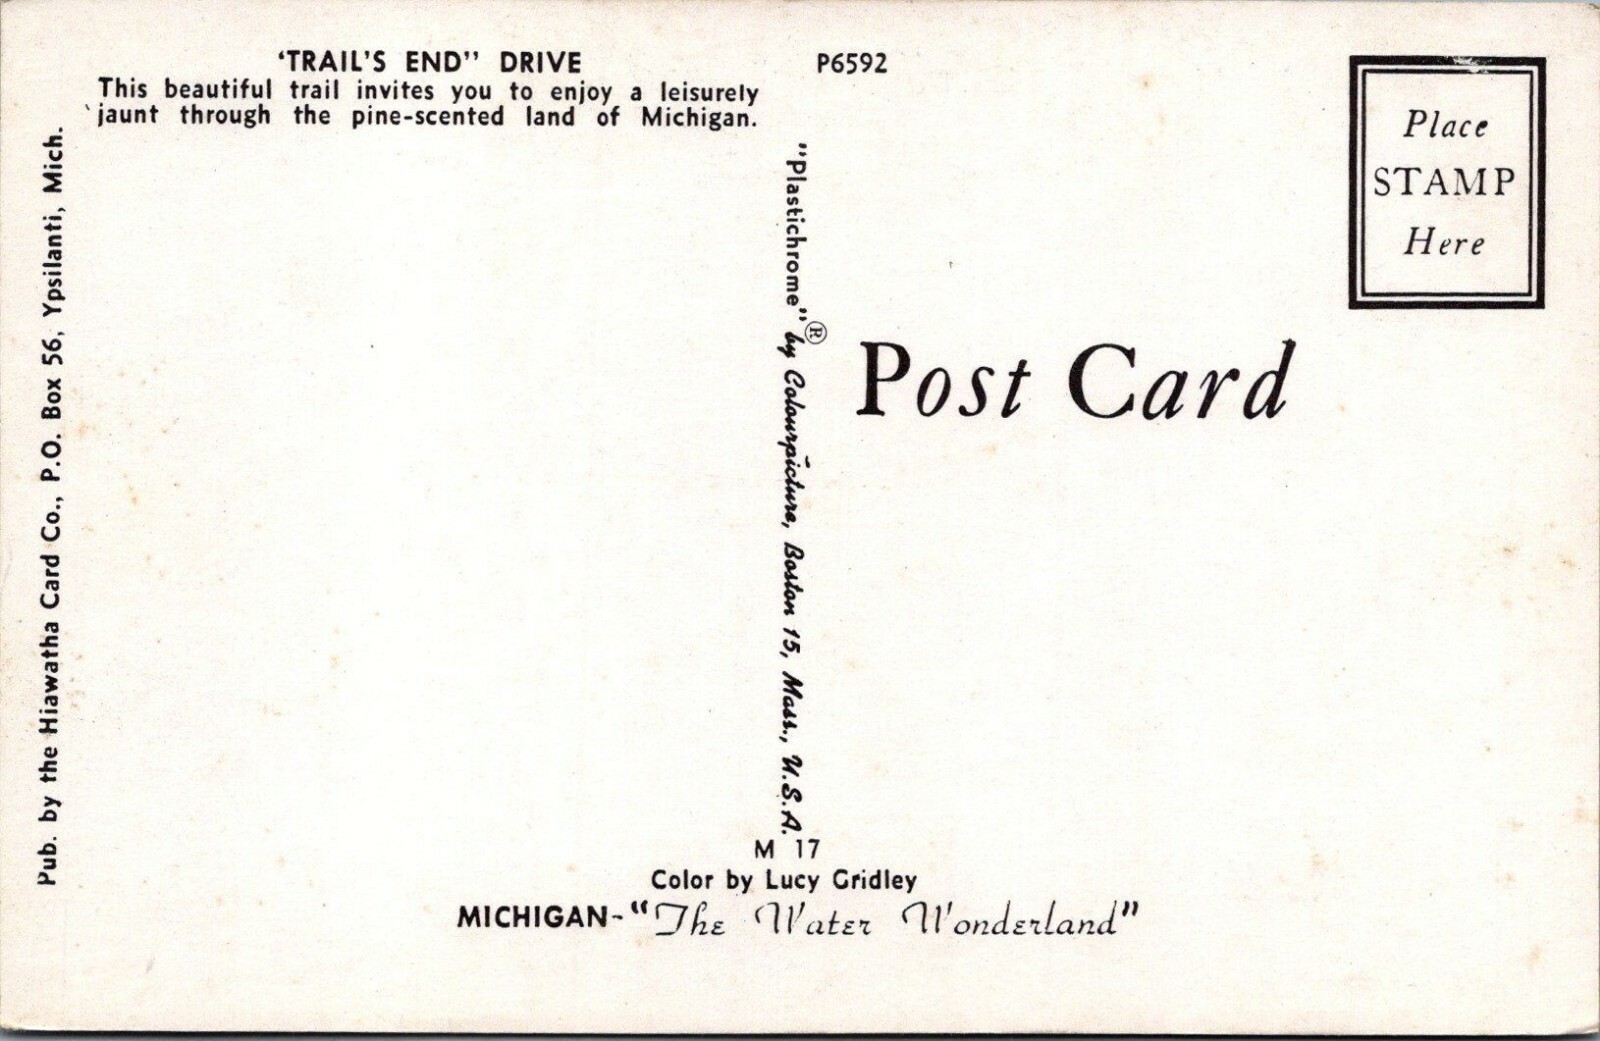 'TRAIL'S END" DRIVE
This beautiful trail invites you to enjoy a leisurely
jaunt through the pine-scented land of Michigan.
P6592
Place
STAMP
Here
Pub. by the Hiawatha Card Co., P.O. Box 56, Ypsilanti, Mich.
"Plastichrome"® by Colourpicture, Boston 15, Mass., U.S.A.
Post Card
M 17
Color by Lucy Gridley
MICHIGAN-"The Water Wonderland"